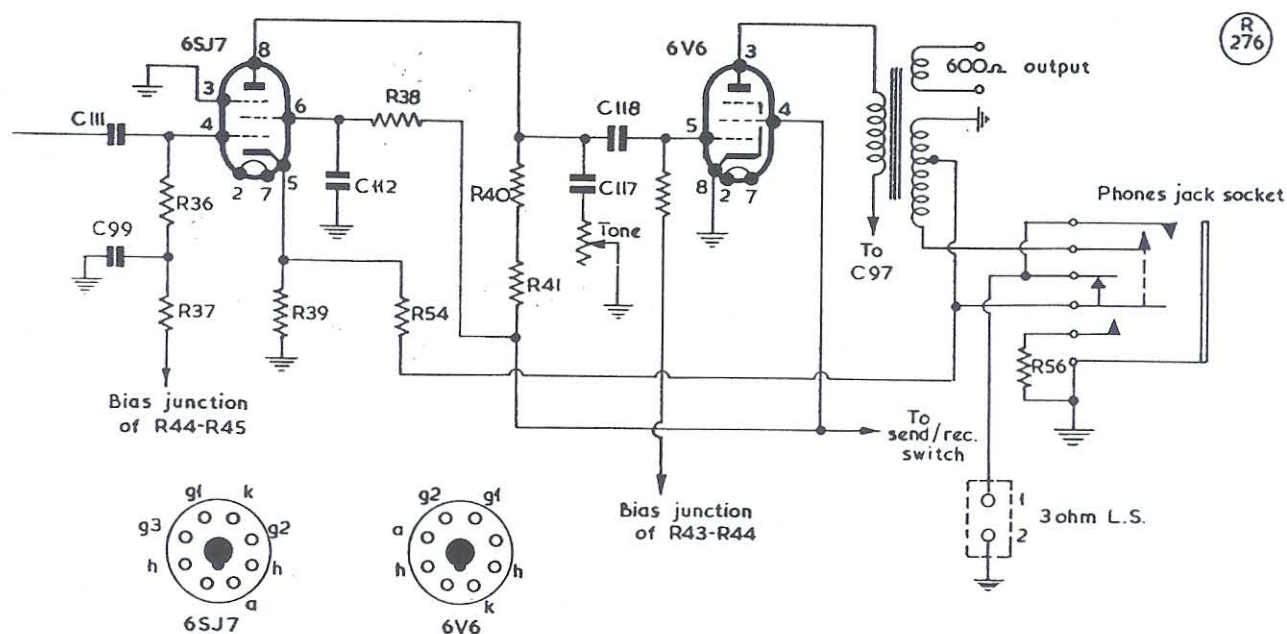 R
276
6SJ7
8
3
4
6
2
7
5
C111
R36
C99
R37
Bias junction
of R44-R45
R38
C112
R39
R54
R40
R41
C118
C117
Tone
6V6
3
4
5
8
2
7
To
C97
600Ω output
Phones jack socket
R56
To
send/rec.
switch
Bias junction
of R43-R44
1
2
3 ohm L.S.
g1 k
g3 g2
h h
a
6SJ7
g2 g1
a
h h
k
6V6